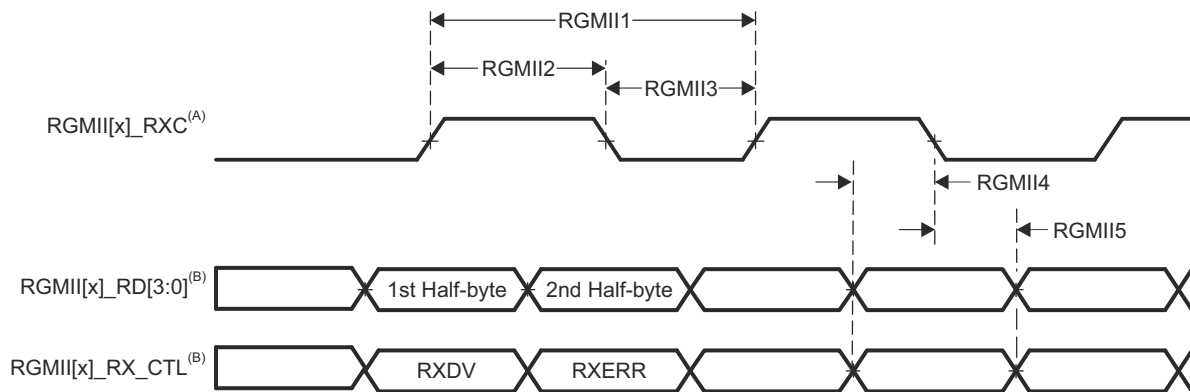 RGMII1
RGMII2
RGMII3
RGMII[x]_RXC(A)
RGMII4
RGMII5
RGMII[x]_RD[3:0](B) 1st Half-byte 2nd Half-byte
RGMII[x]_RX_CTL(B) RXDV RXERR